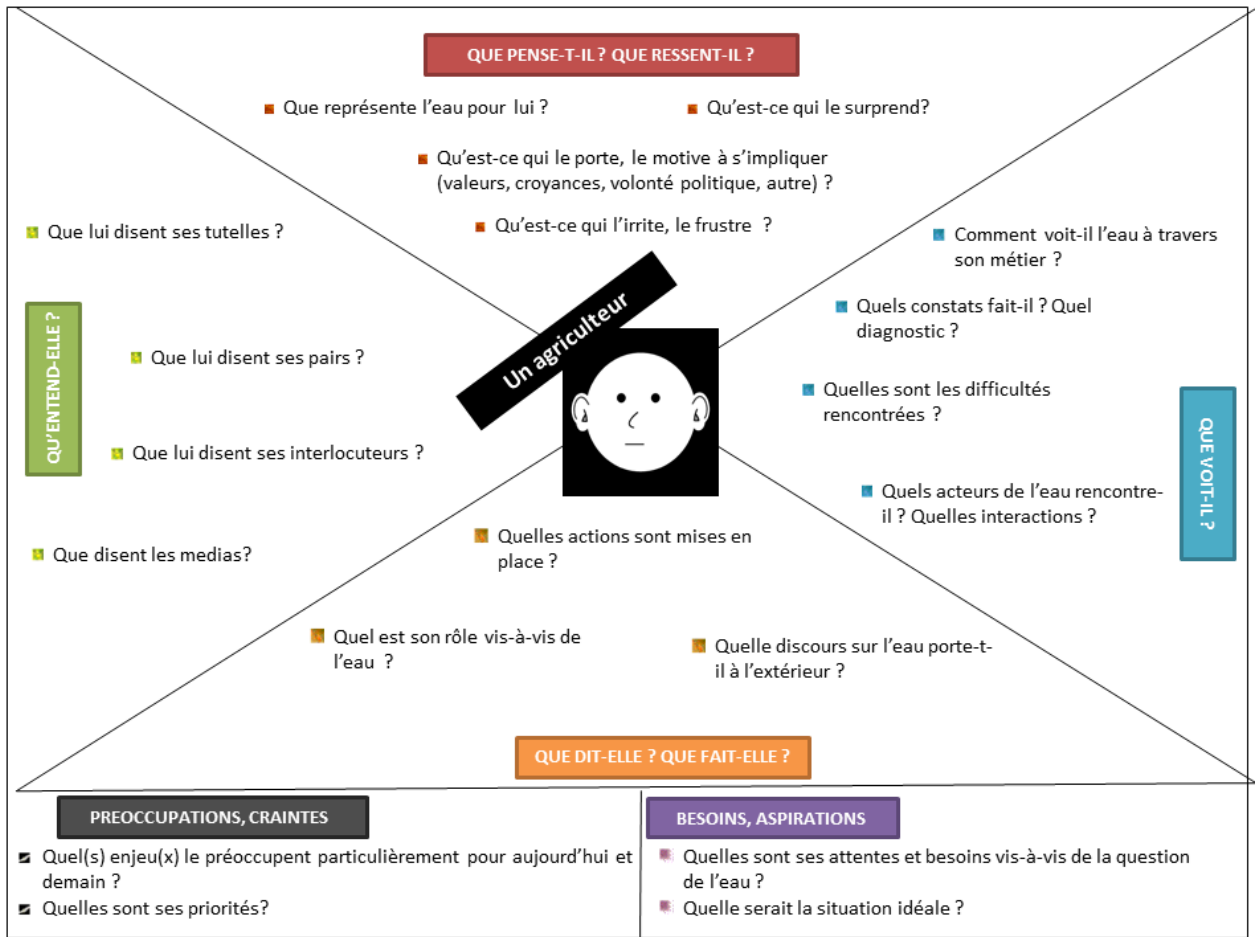 QUE PENSE-T-IL ? QUE RESSENT-IL ?
Que représente l'eau pour lui ?
Qu'est-ce qui le surprend?
Qu'est-ce qui le porte, le motive à s'impliquer
(valeurs, croyances, volonté politique, autre) ?
Qu'est-ce qui l'irrite, le frustre ?
QU'ENTEND-ELLE ?
Que lui disent ses tutelles ?
Que lui disent ses pairs ?
Que lui disent ses interlocuteurs ?
Que disent les medias?
Un agriculteur
QUE VOIT-IL ?
Comment voit-il l'eau à travers
son métier ?
Quels constats fait-il ? Quel
diagnostic ?
Quelles sont les difficultés
rencontrées ?
Quels acteurs de l'eau rencontre-
il ? Quelles interactions ?
Quelles actions sont mises en
place ?
Quel est son rôle vis-à-vis de
l'eau ?
Quelle discours sur l'eau porte-t-
il à l'extérieur ?
QUE DIT-ELLE ? QUE FAIT-ELLE ?
PREOCCUPATIONS, CRAINTES
Quel(s) enjeu(x) le préoccupent particulièrement pour aujourd'hui et
demain ?
Quelles sont ses priorités?
BESOINS, ASPIRATIONS
Quelles sont ses attentes et besoins vis-à-vis de la question
de l'eau ?
Quelle serait la situation idéale ?